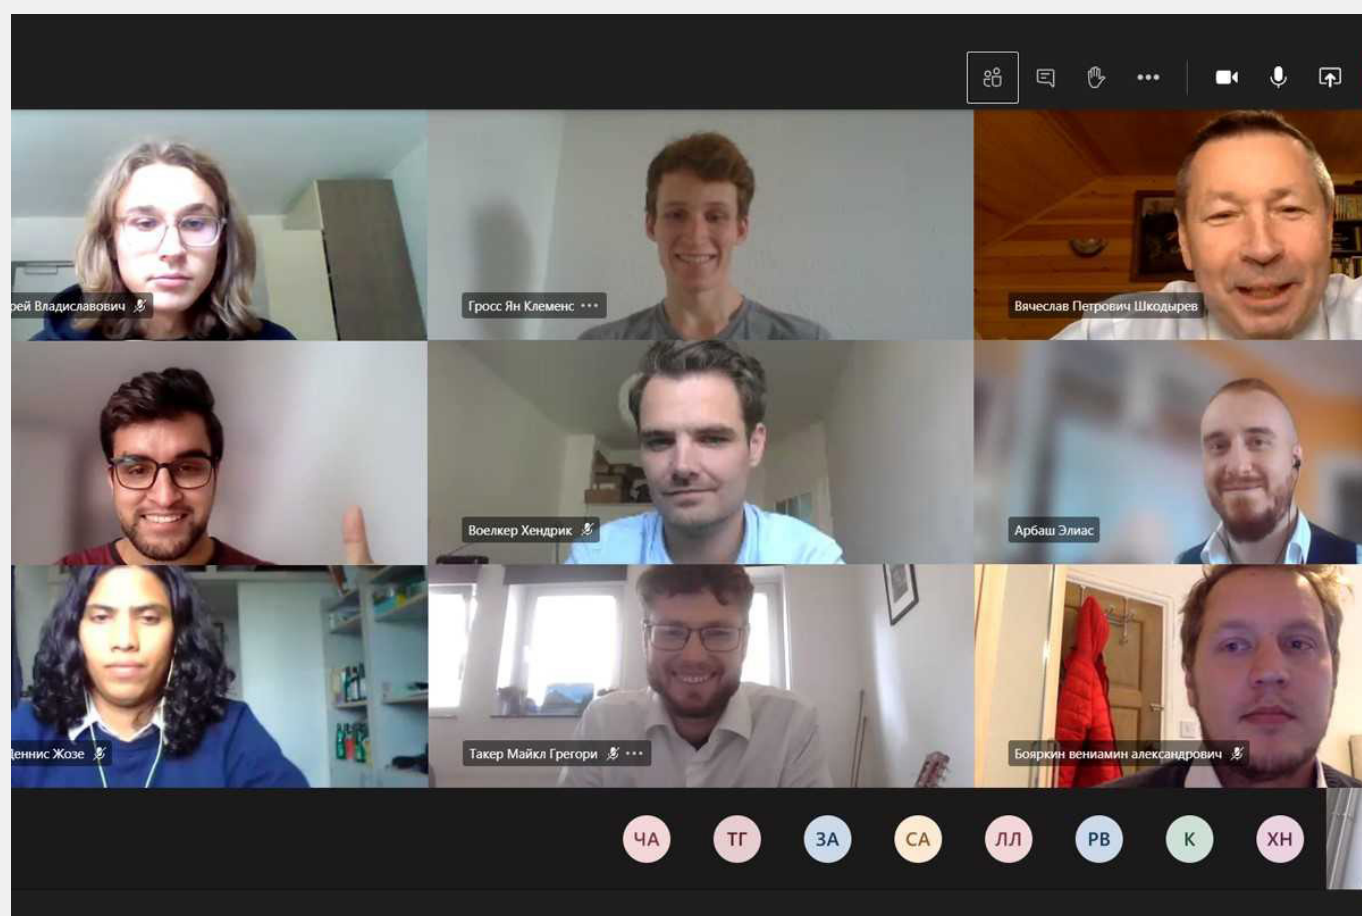 рей Владиславович
Гросс Ян Клеменс
Вячеслав Петрович Шкодырев
Воелкер Хендрик
Арбаш Элиас
Деннис Жозе
Такер Майкл Грегори
Бояркин вениамин александрович
ЧА
ТГ
ЗА
СА
ЛЛ
РВ
К
ХН